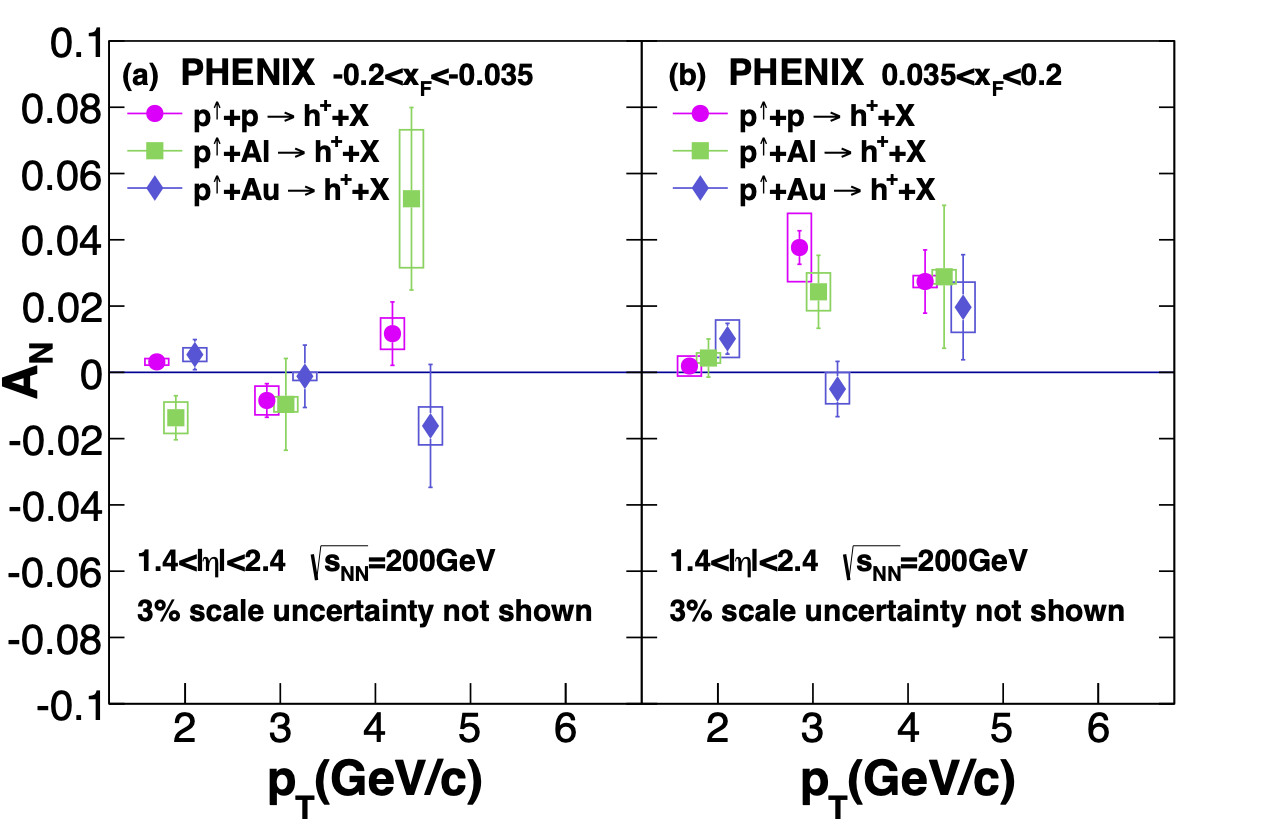 0.1
0.08
0.06
0.04
0.02
0
-0.02
-0.04
-0.06
-0.08
-0.1
A_N
(a) PHENIX -0.2<x_F<-0.035
p↑+p → h⁺+X
p↑+Al → h⁺+X
p↑+Au → h⁺+X
1.4<|η|<2.4 √s_NN=200GeV
3% scale uncertainty not shown
2 3 4 5 6
p_T(GeV/c)
(b) PHENIX 0.035<x_F<0.2
p↑+p → h⁺+X
p↑+Al → h⁺+X
p↑+Au → h⁺+X
1.4<|η|<2.4 √s_NN=200GeV
3% scale uncertainty not shown
2 3 4 5 6
p_T(GeV/c)